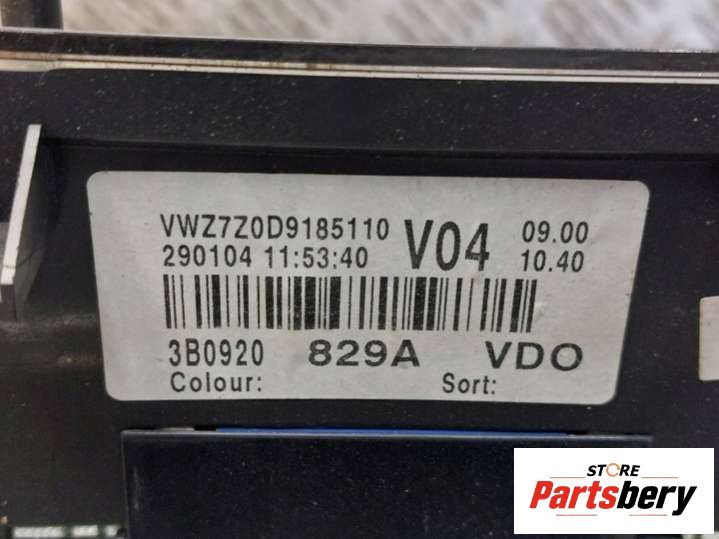 VWZ7Z0D9185110 V04 09.00
290104 11:53:40 10.40
3B0920 829A VDO
Colour: Sort:
STORE
Partsbery